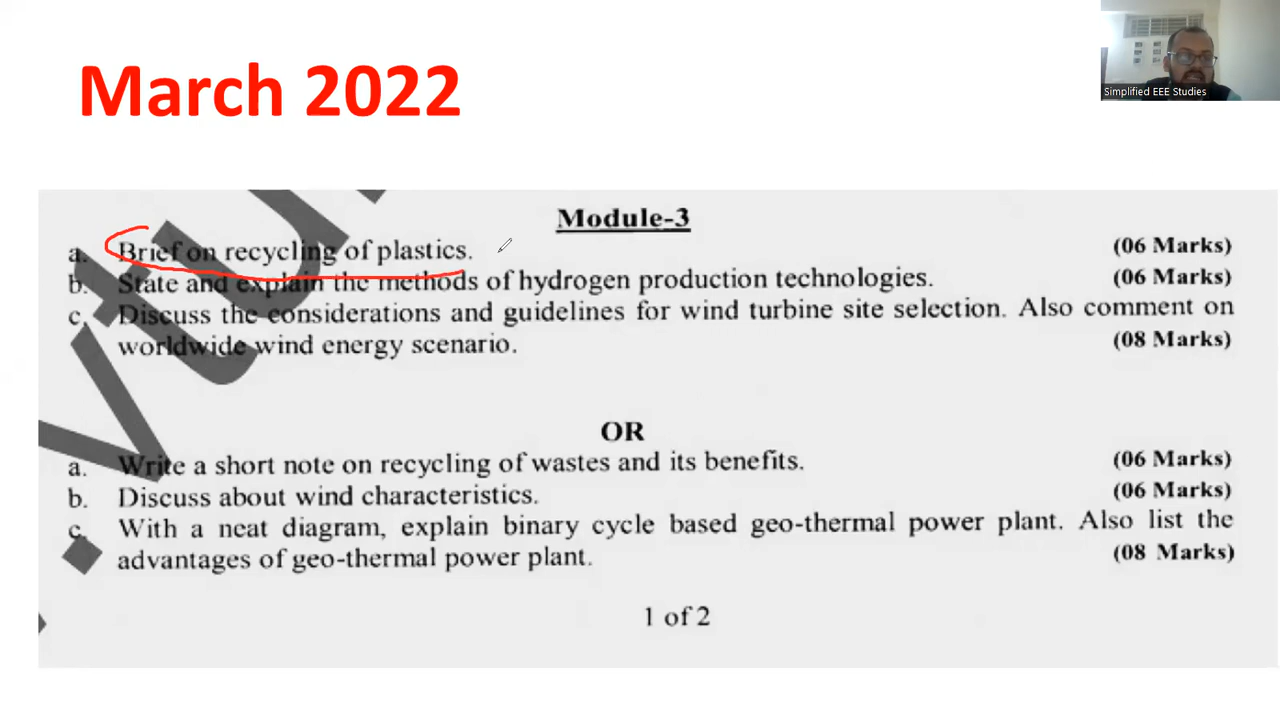 March 2022
Simplified EEE Studies
vtu
Module-3
a. Brief on recycling of plastics. (06 Marks)
b. State and explain the methods of hydrogen production technologies. (06 Marks)
c. Discuss the considerations and guidelines for wind turbine site selection. Also comment on
worldwide wind energy scenario. (08 Marks)
OR
a. Write a short note on recycling of wastes and its benefits. (06 Marks)
b. Discuss about wind characteristics. (06 Marks)
c. With a neat diagram, explain binary cycle based geo-thermal power plant. Also list the
advantages of geo-thermal power plant. (08 Marks)
1 of 2